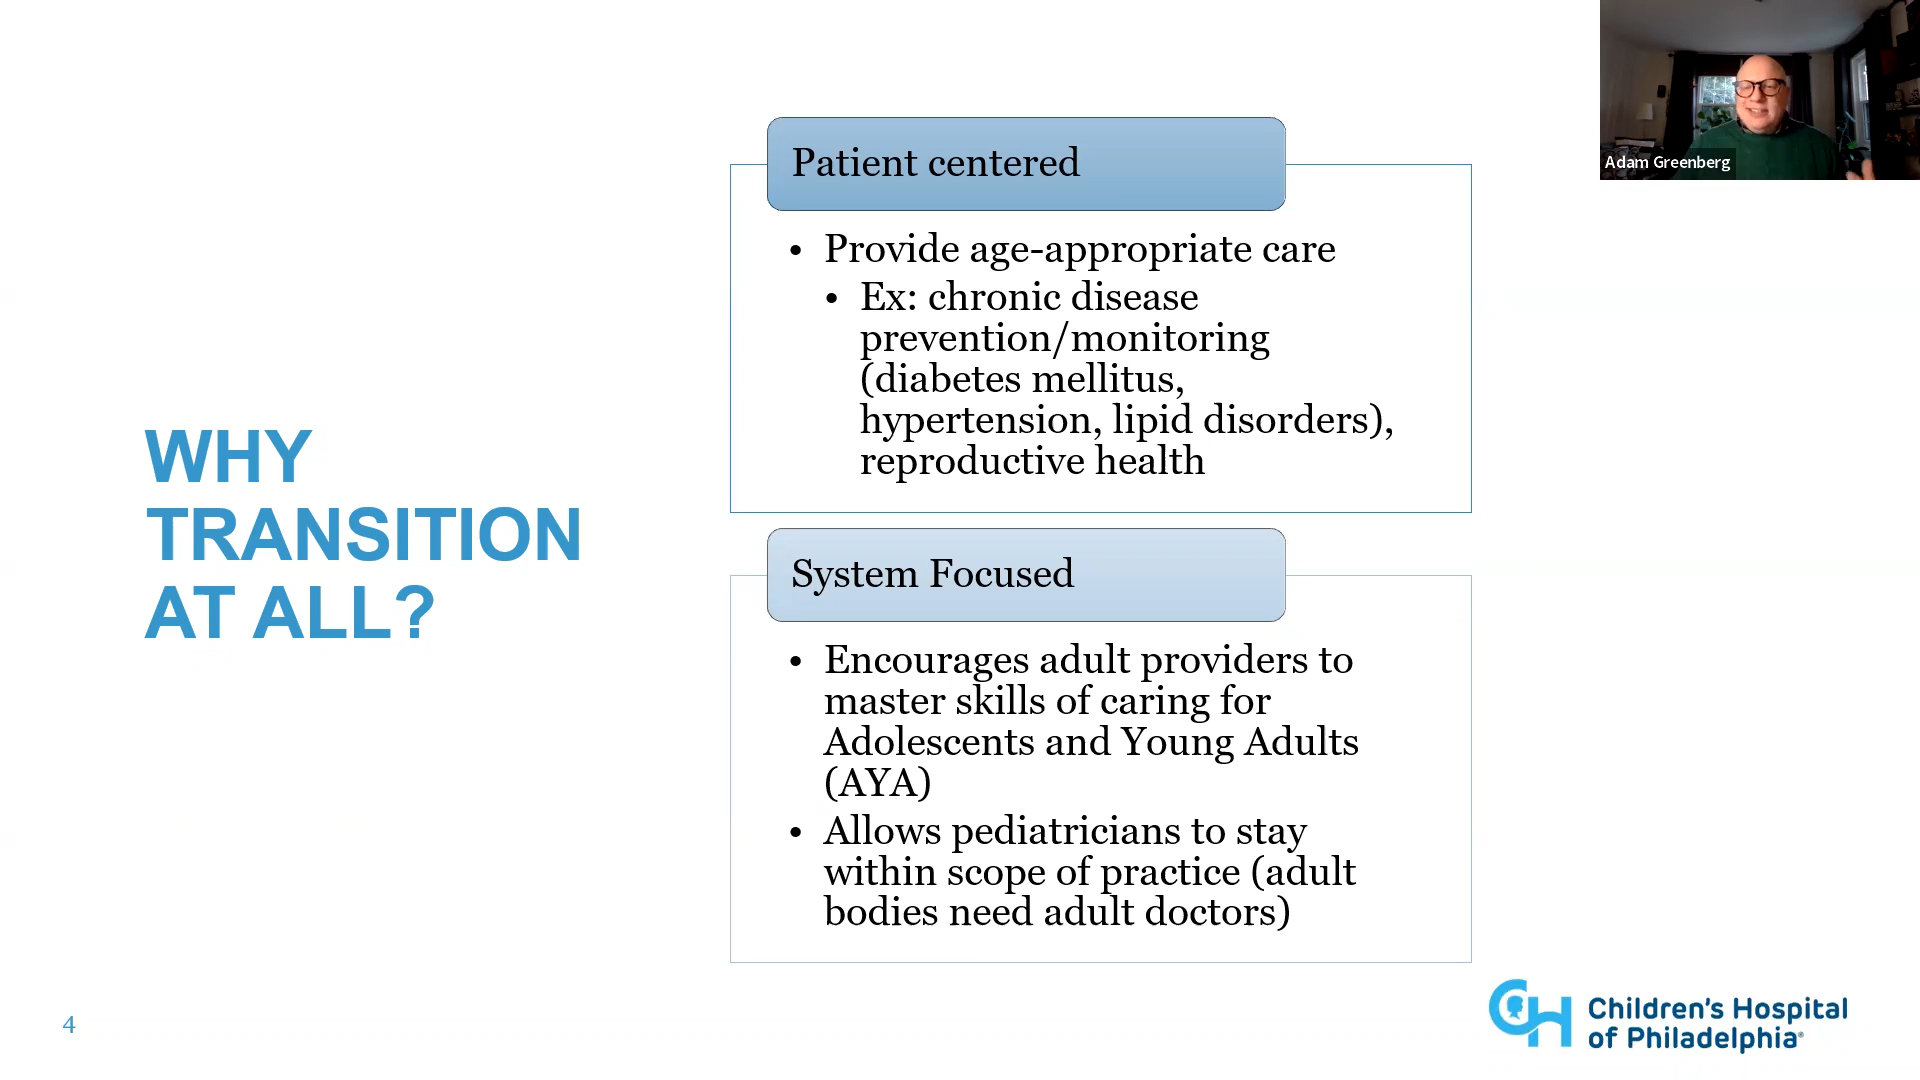 WHY
TRANSITION
AT ALL?
Patient centered
• Provide age-appropriate care
• Ex: chronic disease
prevention/monitoring
(diabetes mellitus,
hypertension, lipid disorders),
reproductive health
System Focused
• Encourages adult providers to
master skills of caring for
Adolescents and Young Adults
(AYA)
• Allows pediatricians to stay
within scope of practice (adult
bodies need adult doctors)
Adam Greenberg
4
CH
Children's Hospital
of Philadelphia®